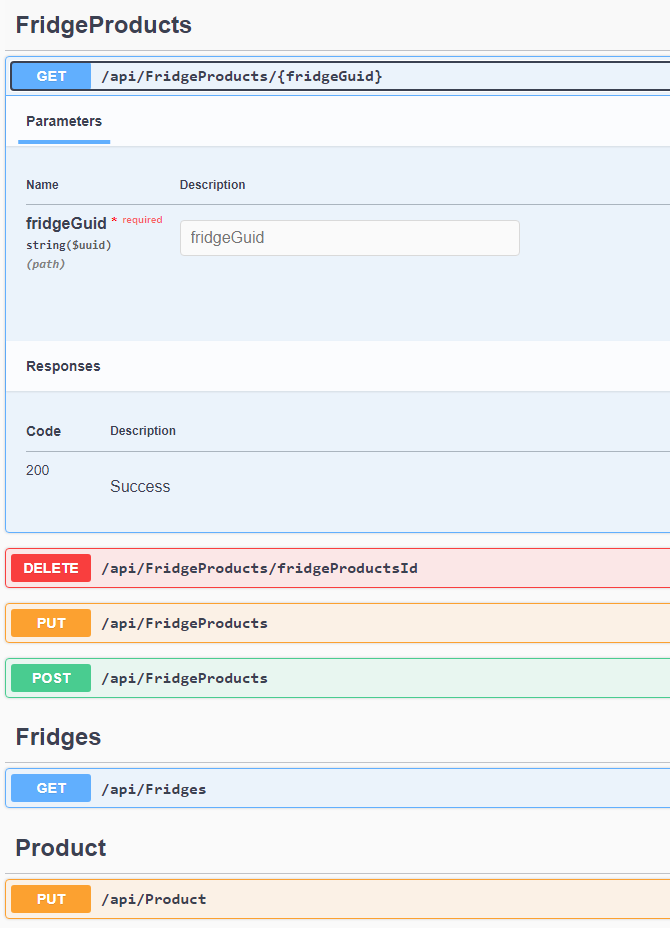 FridgeProducts
GET /api/FridgeProducts/{fridgeGuid}
Parameters
Name Description
fridgeGuid * required
string($uuid)
(path)
fridgeGuid
Responses
Code Description
200
Success
DELETE /api/FridgeProducts/fridgeProductsId
PUT /api/FridgeProducts
POST /api/FridgeProducts
Fridges
GET /api/Fridges
Product
PUT /api/Product